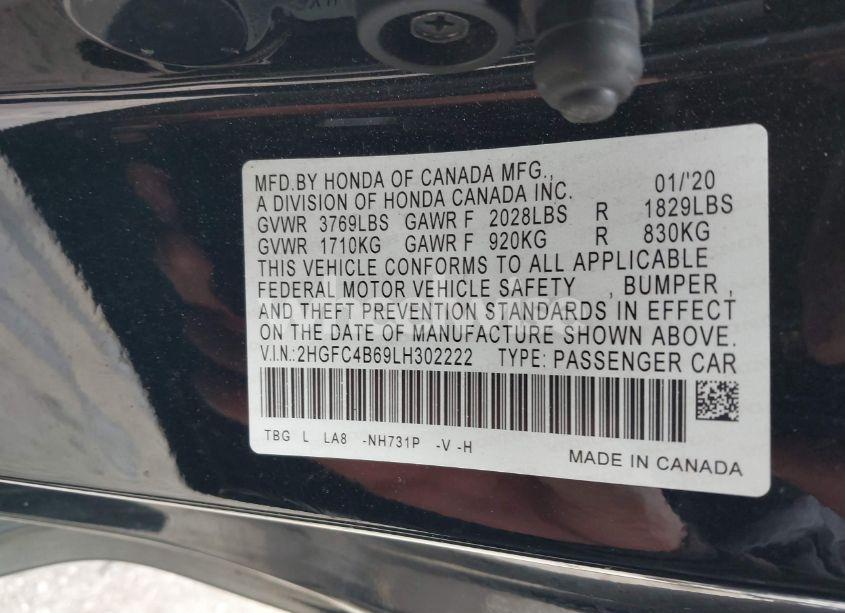 MFD.BY HONDA OF CANADA MFG., 01/'20
A DIVISION OF HONDA CANADA INC.
GVWR 3769LBS GAWR F 2028LBS R 1829LBS
GVWR 1710KG GAWR F 920KG R 830KG
THIS VEHICLE CONFORMS TO ALL APPLICABLE
FEDERAL MOTOR VEHICLE SAFETY , BUMPER ,
AND THEFT PREVENTION STANDARDS IN EFFECT
ON THE DATE OF MANUFACTURE SHOWN ABOVE.
V.I.N.:2HGFC4B69LH302222 TYPE: PASSENGER CAR
TBG L LA8 -NH731P -V -H
MADE IN CANADA